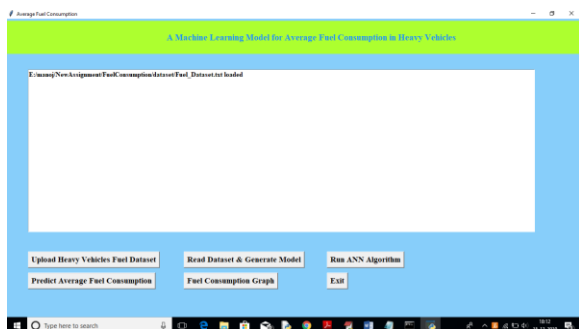 Average Fuel Consumption
A Machine Learning Model for Average Fuel Consumption in Heavy Vehicles
E:/manoj/NewAssignment/FuelConsumption/dataset/Fuel_Dataset.txt loaded
Upload Heavy Vehicles Fuel Dataset
Read Dataset & Generate Model
Run ANN Algorithm
Predict Average Fuel Consumption
Fuel Consumption Graph
Exit
Type here to search
18:12